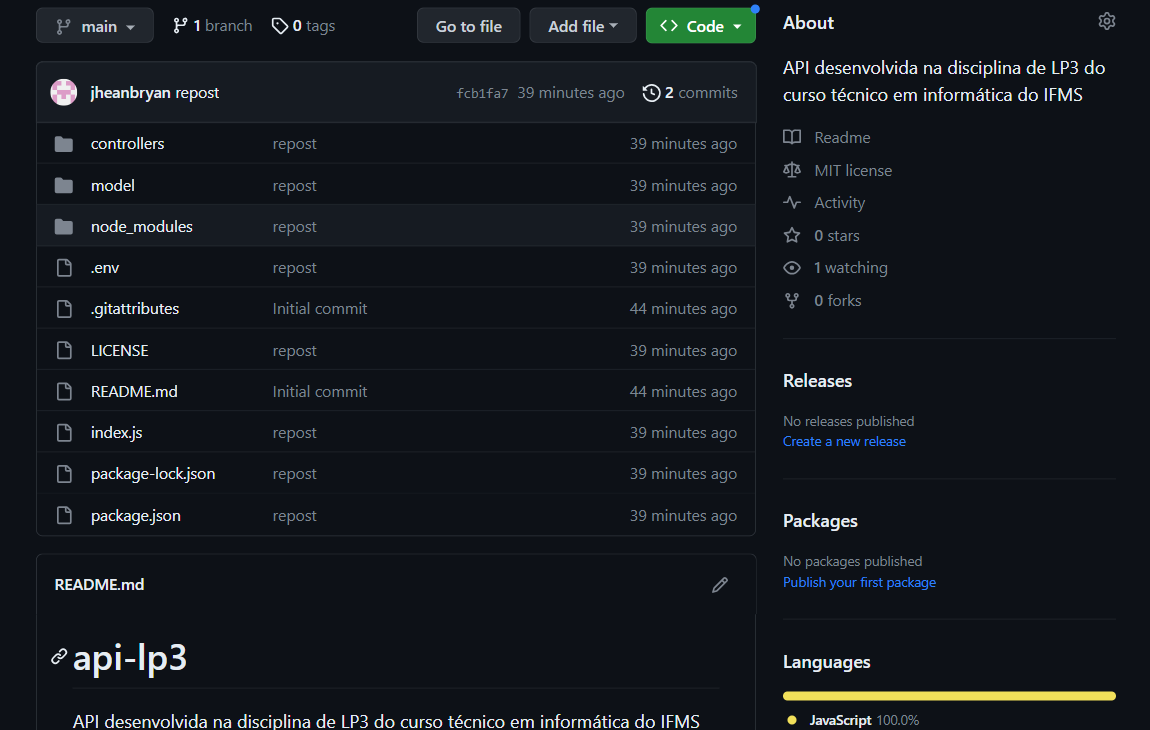 main
1 branch
0 tags
Go to file
Add file
Code
jheanbryan repost
fcb1fa7 39 minutes ago
2 commits
controllers repost 39 minutes ago
model repost 39 minutes ago
node_modules repost 39 minutes ago
.env repost 39 minutes ago
.gitattributes Initial commit 44 minutes ago
LICENSE repost 39 minutes ago
README.md Initial commit 44 minutes ago
index.js repost 39 minutes ago
package-lock.json repost 39 minutes ago
package.json repost 39 minutes ago
README.md
api-lp3
API desenvolvida na disciplina de LP3 do curso técnico em informática do IFMS
About
API desenvolvida na disciplina de LP3 do
curso técnico em informática do IFMS
Readme
MIT license
Activity
0 stars
1 watching
0 forks
Releases
No releases published
Create a new release
Packages
No packages published
Publish your first package
Languages
JavaScript 100.0%